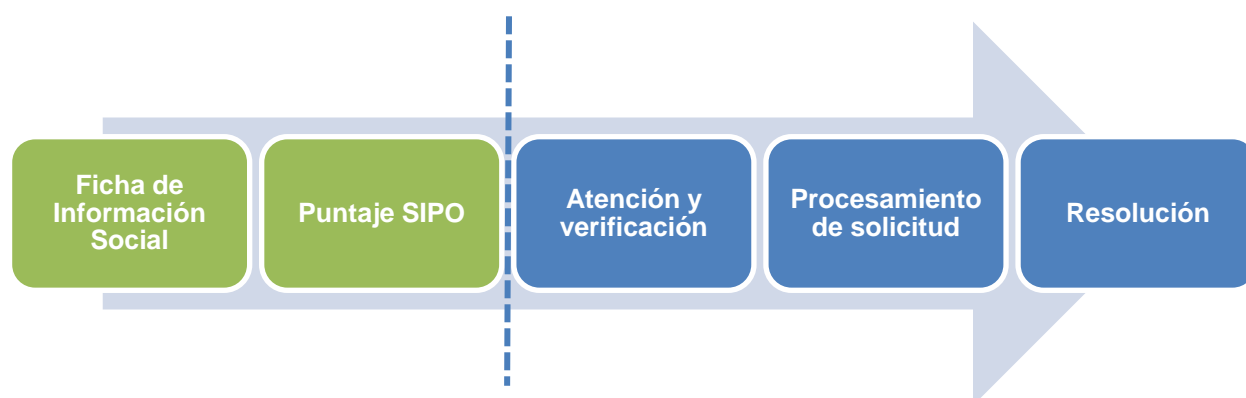 Ficha de
Información
Social
Puntaje SIPO
Atención y
verificación
Procesamiento
de solicitud
Resolución